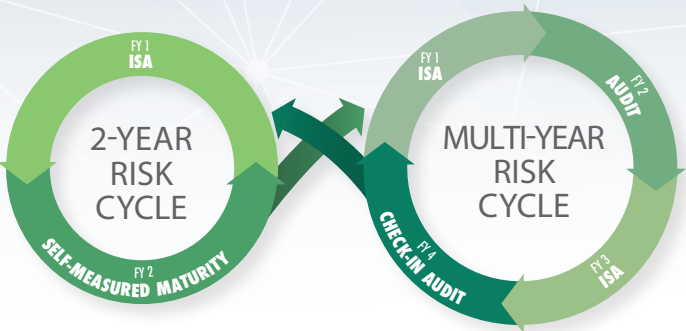 FY 1
ISA
2-YEAR
RISK
CYCLE
FY 2
SELF-MEASURED MATURITY
FY 1
ISA
FY 2
AUDIT
MULTI-YEAR
RISK
CYCLE
FY 3
ISA
FY 4
CHECK-IN AUDIT